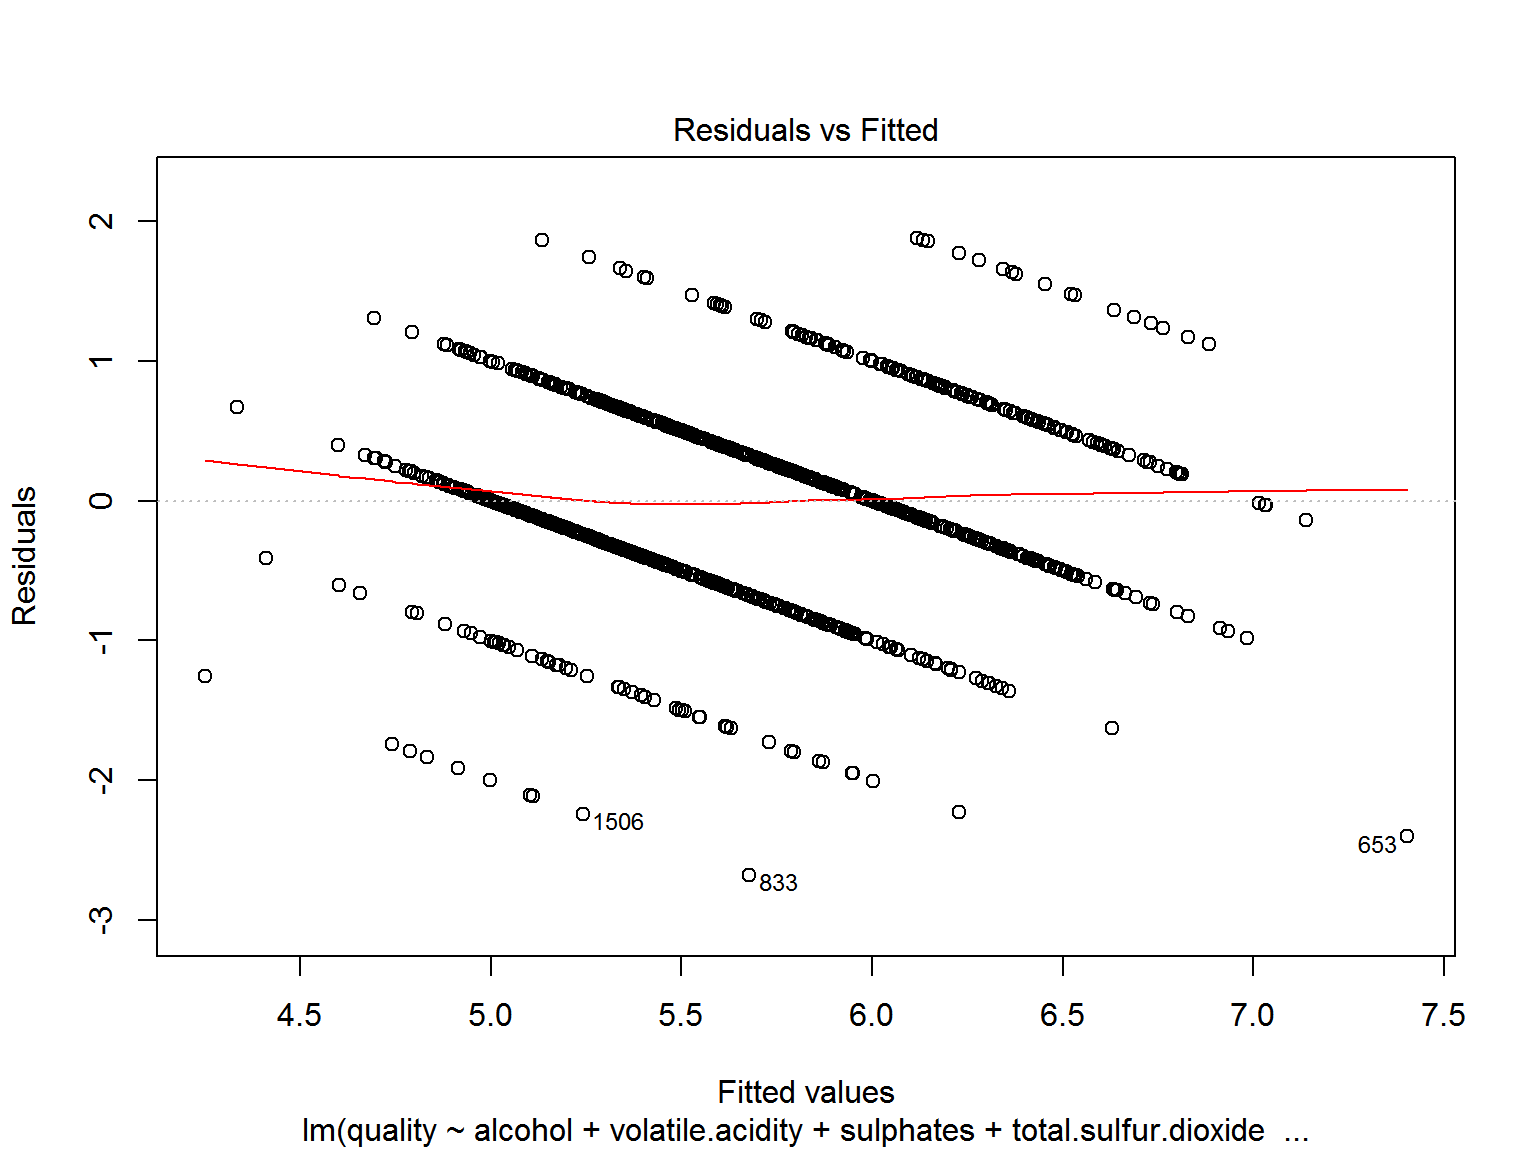 Residuals vs Fitted
Residuals
2
1
0
-1
-2
-3
1506
833
653
4.5 5.0 5.5 6.0 6.5 7.0 7.5
Fitted values
lm(quality ~ alcohol + volatile.acidity + sulphates + total.sulfur.dioxide ...